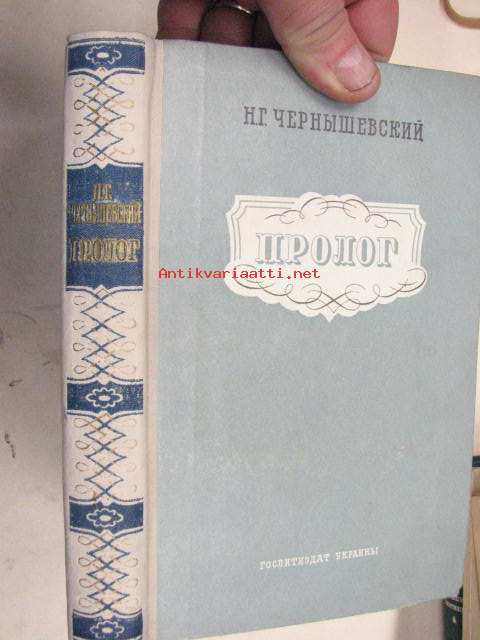 Н.Г. ЧЕРНЫШЕВСКИЙ
ПРОЛОГ
ГОСЛИТИЗДАТ УКРАИНЫ
Н.Г.
ЧЕРНЫШЕВСКИЙ
ПРОЛОГ
Antikvariaatti.net